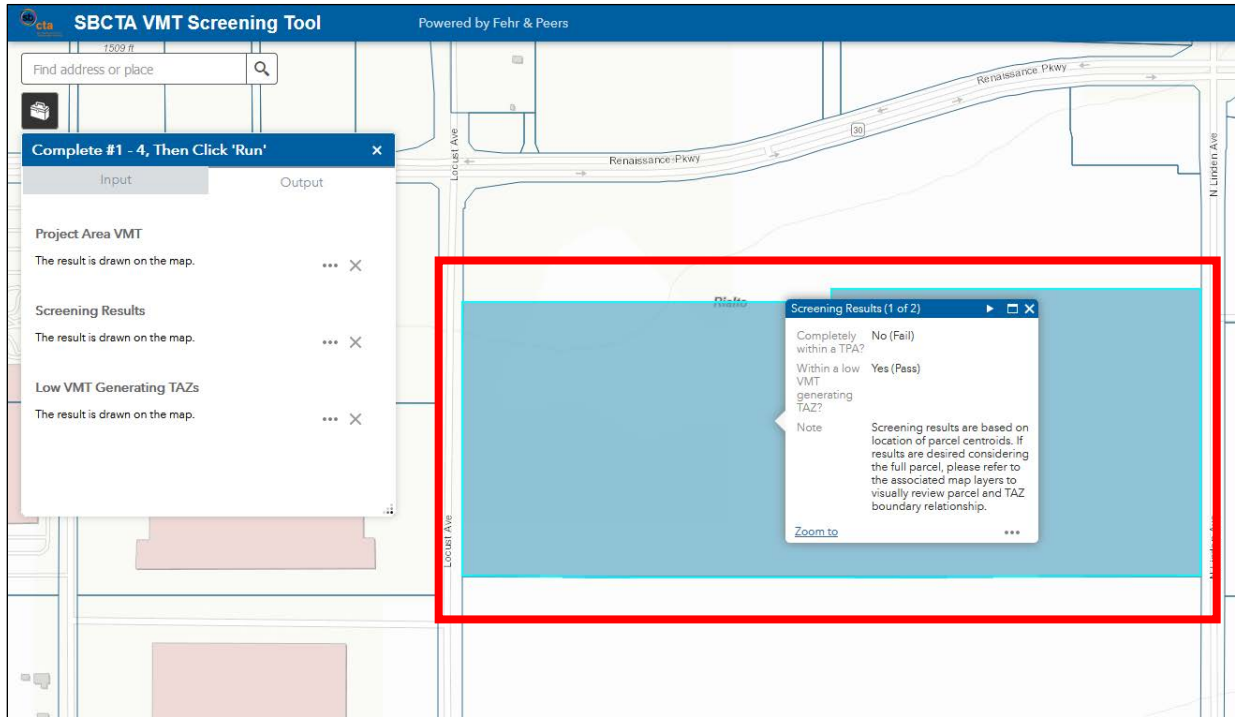 cta
SBCTA VMT Screening Tool
Powered by Fehr & Peers
1509 ft
Find address or place
Complete #1 - 4, Then Click 'Run'
Input
Output
Project Area VMT
The result is drawn on the map.
Screening Results
The result is drawn on the map.
Low VMT Generating TAZs
The result is drawn on the map.
Renaissance Pkwy
30
Renaissance Pkwy
Locust Ave
N Linden Ave
Rialto
Screening Results (1 of 2)
Completely
within a TPA?
No (Fail)
Within a low
VMT
generating
TAZ?
Yes (Pass)
Note
Screening results are based on
location of parcel centroids. If
results are desired considering
the full parcel, please refer to
the associated map layers to
visually review parcel and TAZ
boundary relationship.
Zoom to
Locust Ave
N Linden Ave